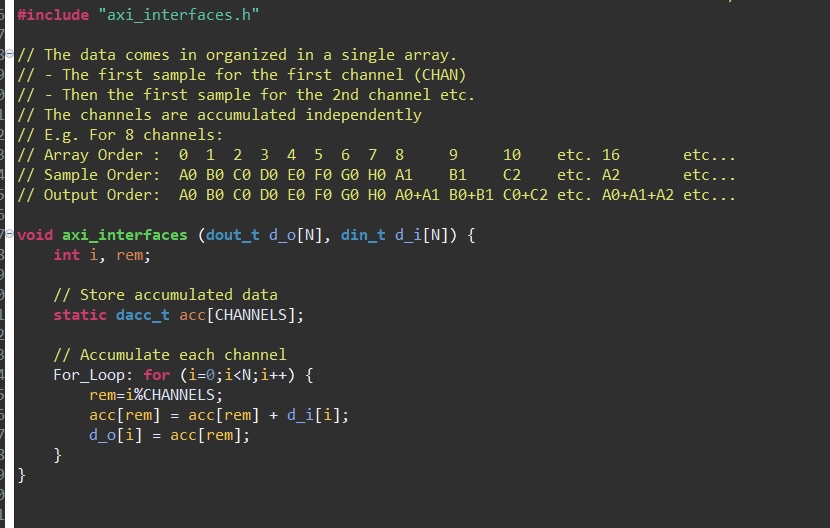 #include "axi_interfaces.h"
// The data comes in organized in a single array.
// - The first sample for the first channel (CHAN)
// - Then the first sample for the 2nd channel etc.
// The channels are accumulated independently
// E.g. For 8 channels:
// Array Order :  0  1  2  3  4  5  6  7  8     9     10    etc. 16       etc...
// Sample Order:  A0 B0 C0 D0 E0 F0 G0 H0 A1    B1    C2    etc. A2       etc...
// Output Order:  A0 B0 C0 D0 E0 F0 G0 H0 A0+A1 B0+B1 C0+C2 etc. A0+A1+A2 etc...
void axi_interfaces (dout_t d_o[N], din_t d_i[N]) {
    int i, rem;
    // Store accumulated data
    static dacc_t acc[CHANNELS];
    // Accumulate each channel
    For_Loop: for (i=0;i<N;i++) {
        rem=i%CHANNELS;
        acc[rem] = acc[rem] + d_i[i];
        d_o[i] = acc[rem];
    }
}